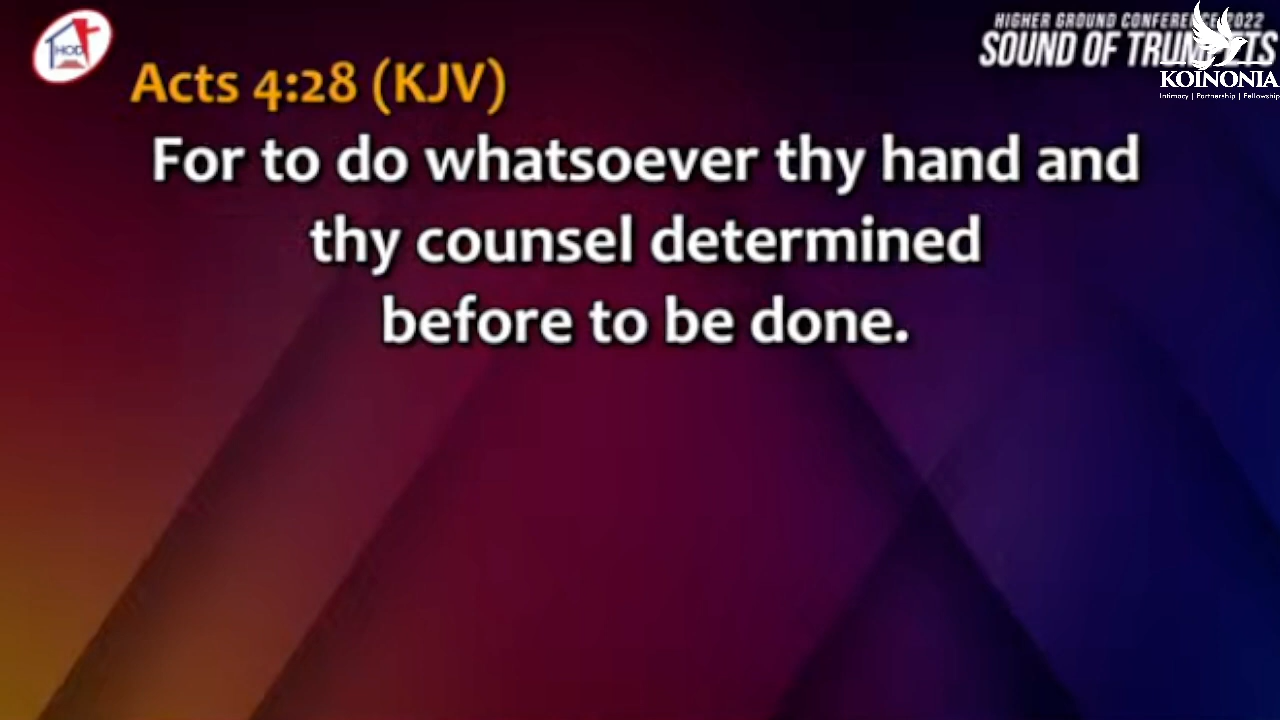 HOD
HIGHER GROUND CONFERENCE 2022
SOUND OF TRUMPETS
KOINONIA
Intimacy | Partnership | Fellowship
Acts 4:28 (KJV)
For to do whatsoever thy hand and
thy counsel determined
before to be done.